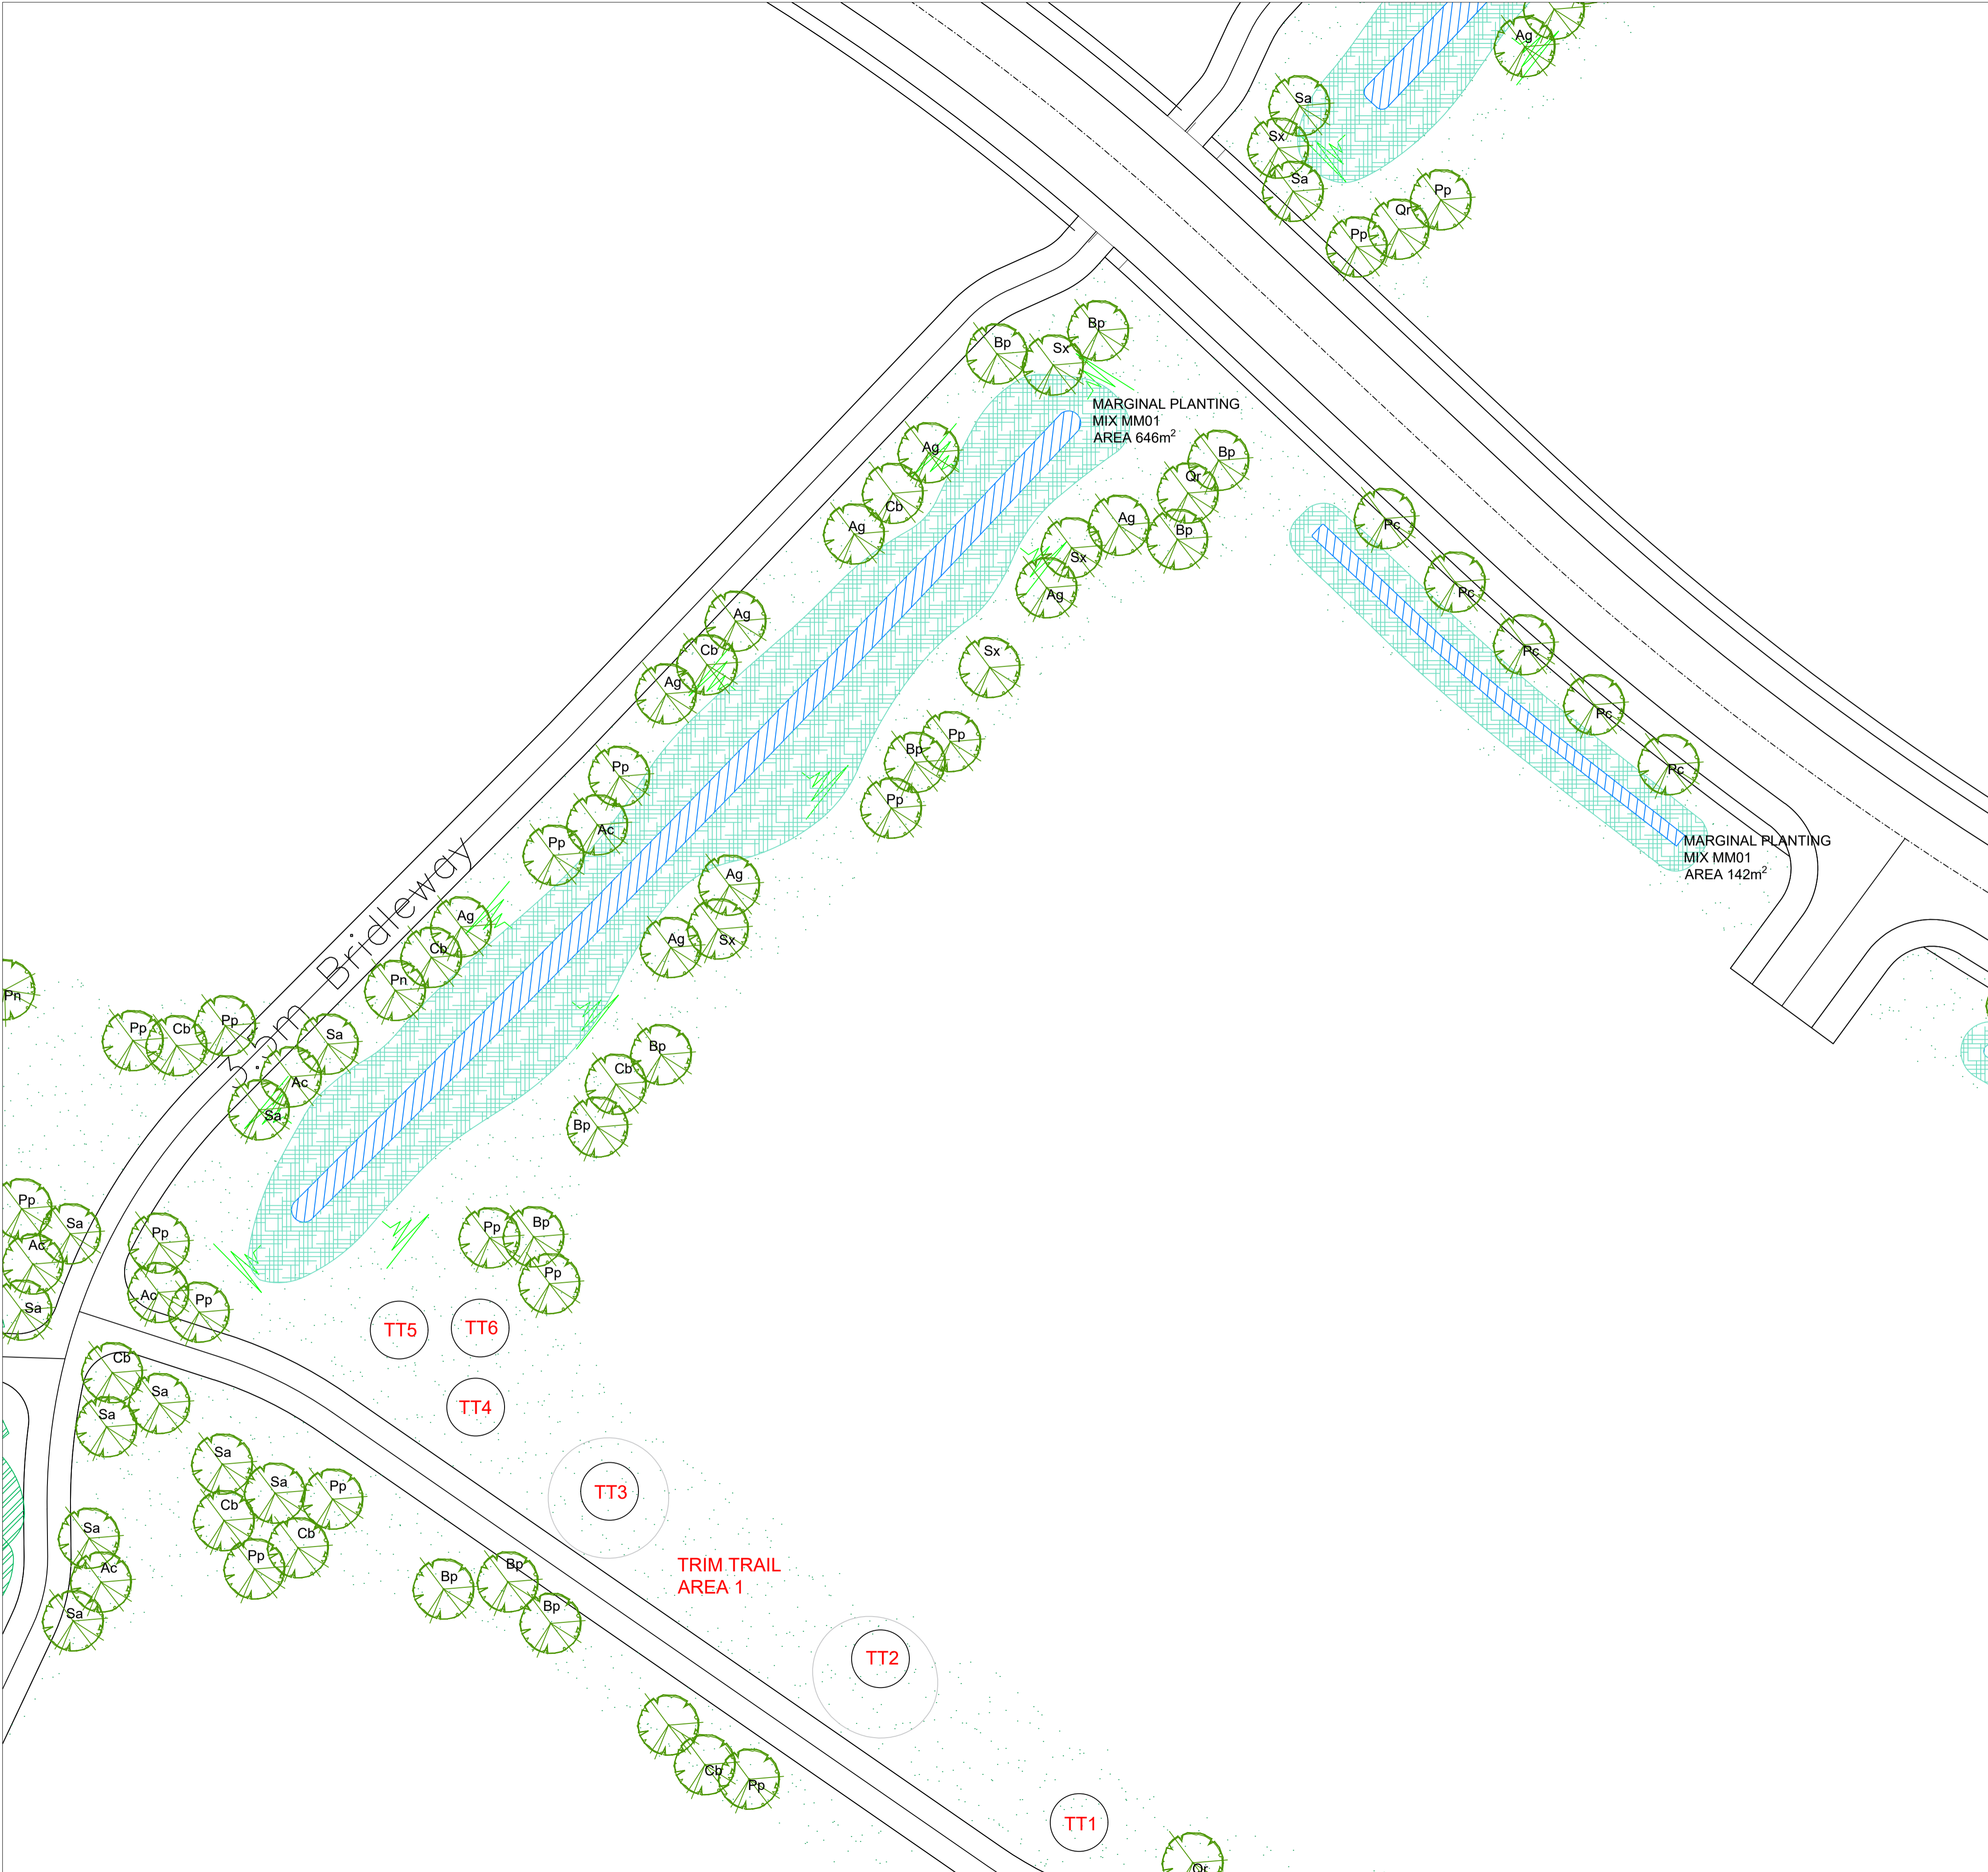 Ag
Sa
Sx
Sa
Pp
Qr
Pp
Bp
Sx
Bp
MARGINAL PLANTING
MIX MM01
AREA 646m²
Ag
Cb
Ag
Bp
Qr
Bp
Ag
Sx
Ag
Pc
Pc
Pc
Pc
Pc
MARGINAL PLANTING
MIX MM01
AREA 142m²
Ag
Cb
Ag
Sx
Pp
Bp
Pp
Pp
Ac
Pp
Ag
Sx
Ag
3.5m Bridleway
Ag
Cb
Pn
Pn
Pp
Cb
Pp
Sa
Ac
Sa
Bp
Cb
Bp
Pp
Sa
Ac
Sa
Pp
Ac
Pp
Pp
Bp
Pp
TT5
TT6
TT4
Cb
Sa
Sa
Sa
Sa
Pp
Cb
Cb
Pp
TT3
Sa
Ac
Sa
Bp
Bp
Bp
TRIM TRAIL
AREA 1
TT2
Cb
Pp
TT1
Qr